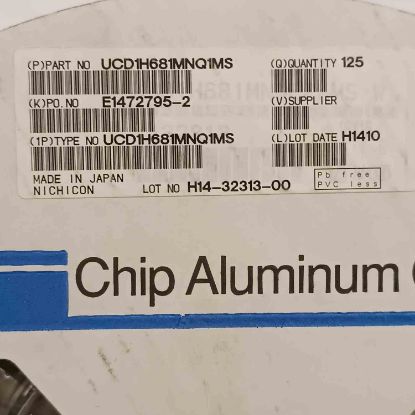 (P)PART NO UCD1H681MNQ1MS (Q)QUANTITY 125
(K)PO.NO E1472795-2 (V)SUPPLIER
(1P)TYPE NO UCD1H681MNQ1MS (L)LOT DATE H1410
MADE IN JAPAN
NICHICON LOT NO H14-32313-00
Pb free
PVC less
Chip Aluminum